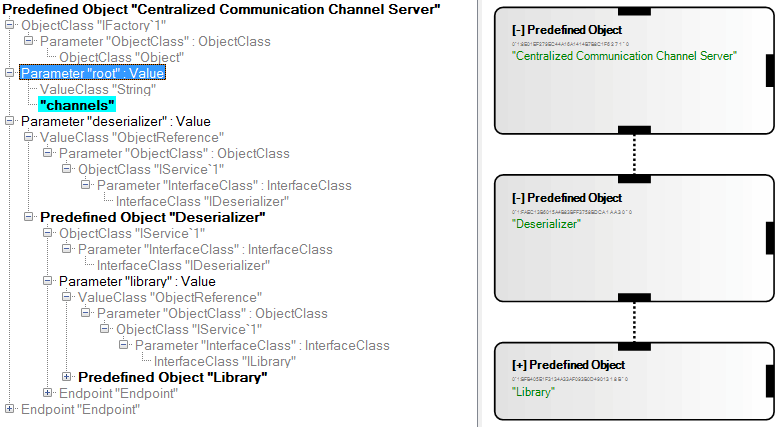 Predefined Object "Centralized Communication Channel Server"
ObjectClass "IFactory`1"
Parameter "ObjectClass" : ObjectClass
ObjectClass "Object"
Parameter "root" : Value
ValueClass "String"
"channels"
Parameter "deserializer" : Value
ValueClass "ObjectReference"
Parameter "ObjectClass" : ObjectClass
ObjectClass "IService`1"
Parameter "InterfaceClass" : InterfaceClass
InterfaceClass "IDeserializer"
Predefined Object "Deserializer"
ObjectClass "IService`1"
Parameter "InterfaceClass" : InterfaceClass
InterfaceClass "IDeserializer"
Parameter "library" : Value
ValueClass "ObjectReference"
Parameter "ObjectClass" : ObjectClass
ObjectClass "IService`1"
Parameter "InterfaceClass" : InterfaceClass
InterfaceClass "ILibrary"
Predefined Object "Library"
Endpoint "Endpoint"
Endpoint "Endpoint"
[-] Predefined Object
"Centralized Communication Channel Server"
[-] Predefined Object
"Deserializer"
[+] Predefined Object
"Library"